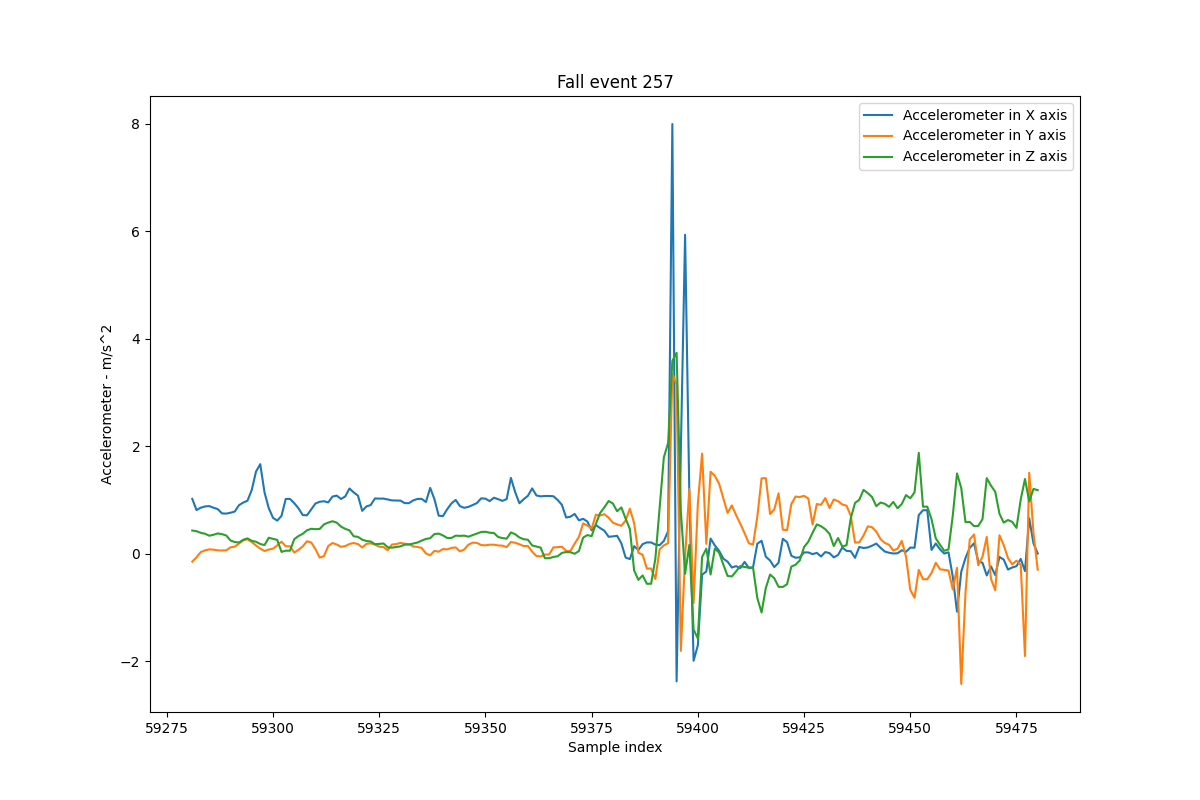 Fall event 257
Accelerometer in X axis
Accelerometer in Y axis
Accelerometer in Z axis
8
6
4
2
0
−2
Accelerometer - m/s^2
59275 59300 59325 59350 59375 59400 59425 59450 59475
Sample index